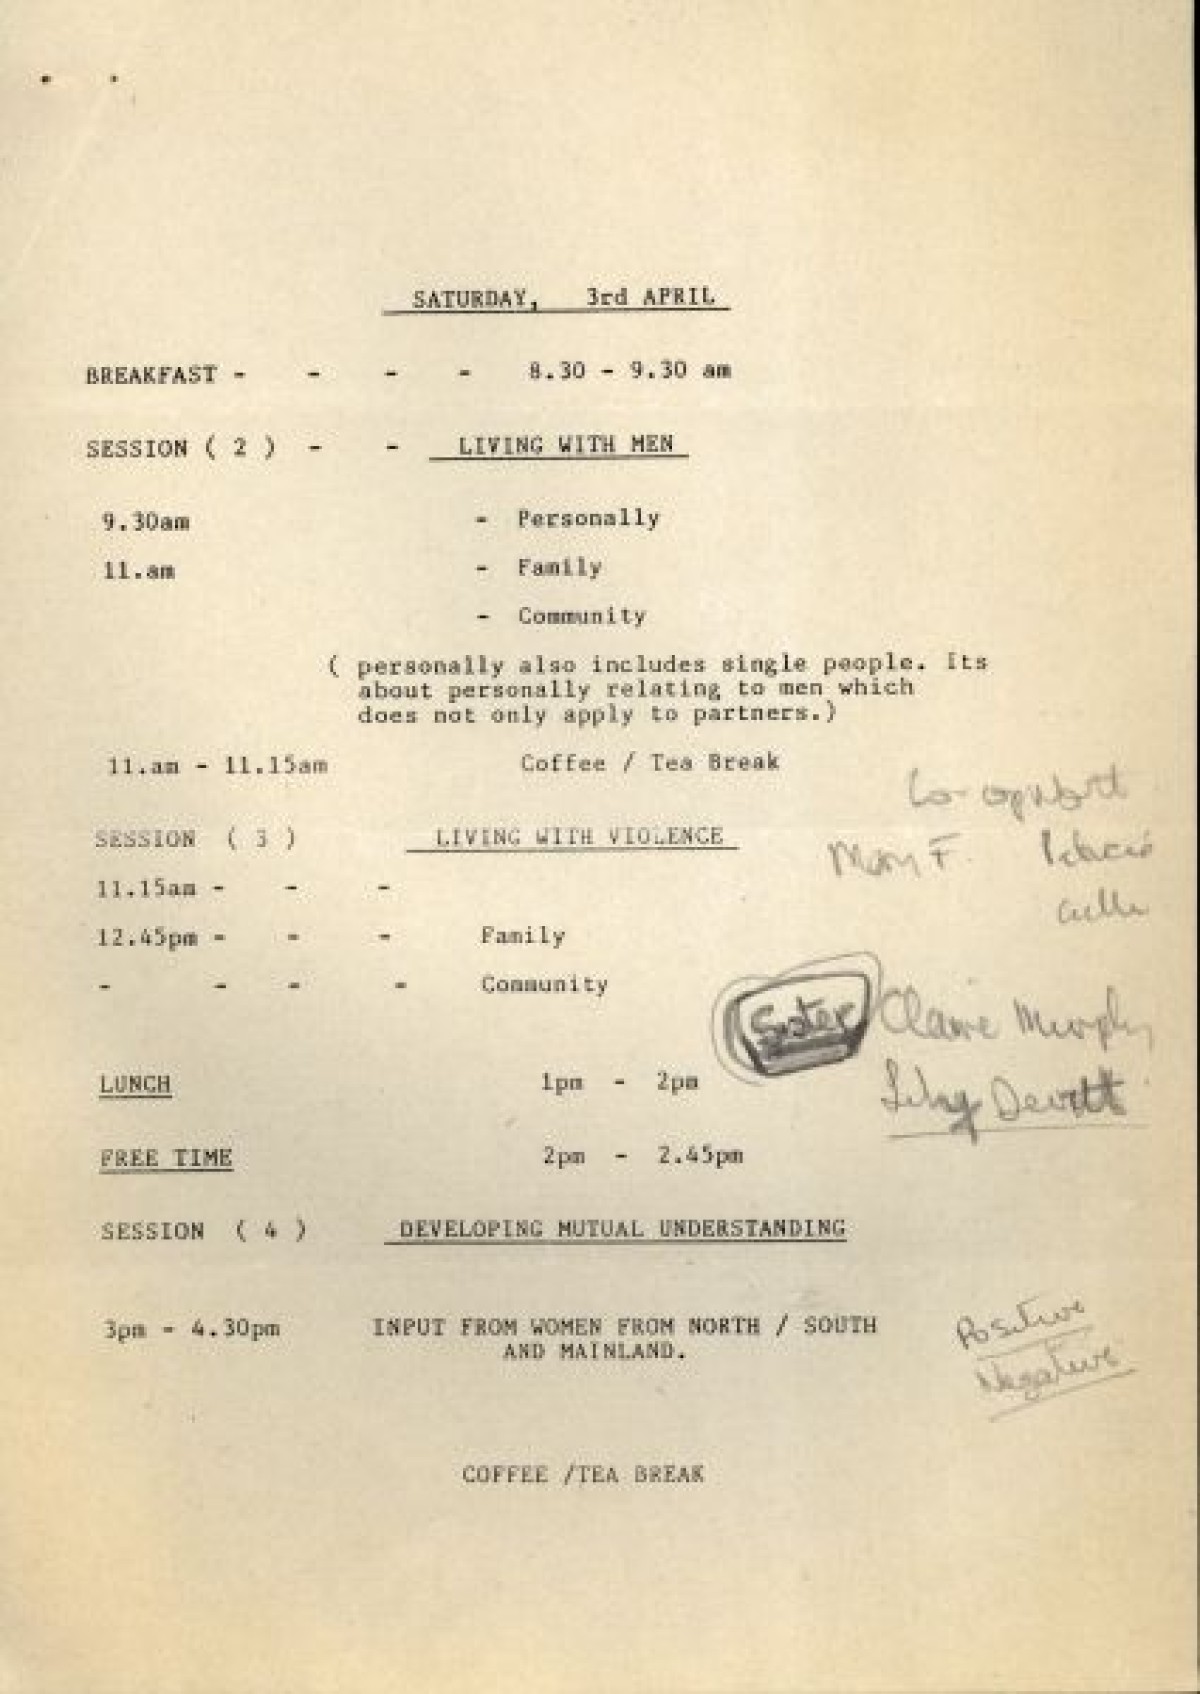 SATURDAY, 3rd APRIL
BREAKFAST - - - - 8.30 - 9.30 am
SESSION ( 2 ) - - LIVING WITH MEN
9.30am - Personally
11.am - Family
- Community
( personally also includes single people. Its
about personally relating to men which
does not only apply to partners.)
11.am - 11.15am Coffee / Tea Break
SESSION ( 3 ) LIVING WITH VIOLENCE
Mary F.
11.15am - - -
12.45pm - - - Family
- - - - Community
Sister Claire Murphy
LUNCH 1pm - 2pm
Devitt
FREE TIME 2pm - 2.45pm
SESSION ( 4 ) DEVELOPING MUTUAL UNDERSTANDING
3pm - 4.30pm INPUT FROM WOMEN FROM NORTH / SOUTH
AND MAINLAND.
Positive
Negative
COFFEE /TEA BREAK